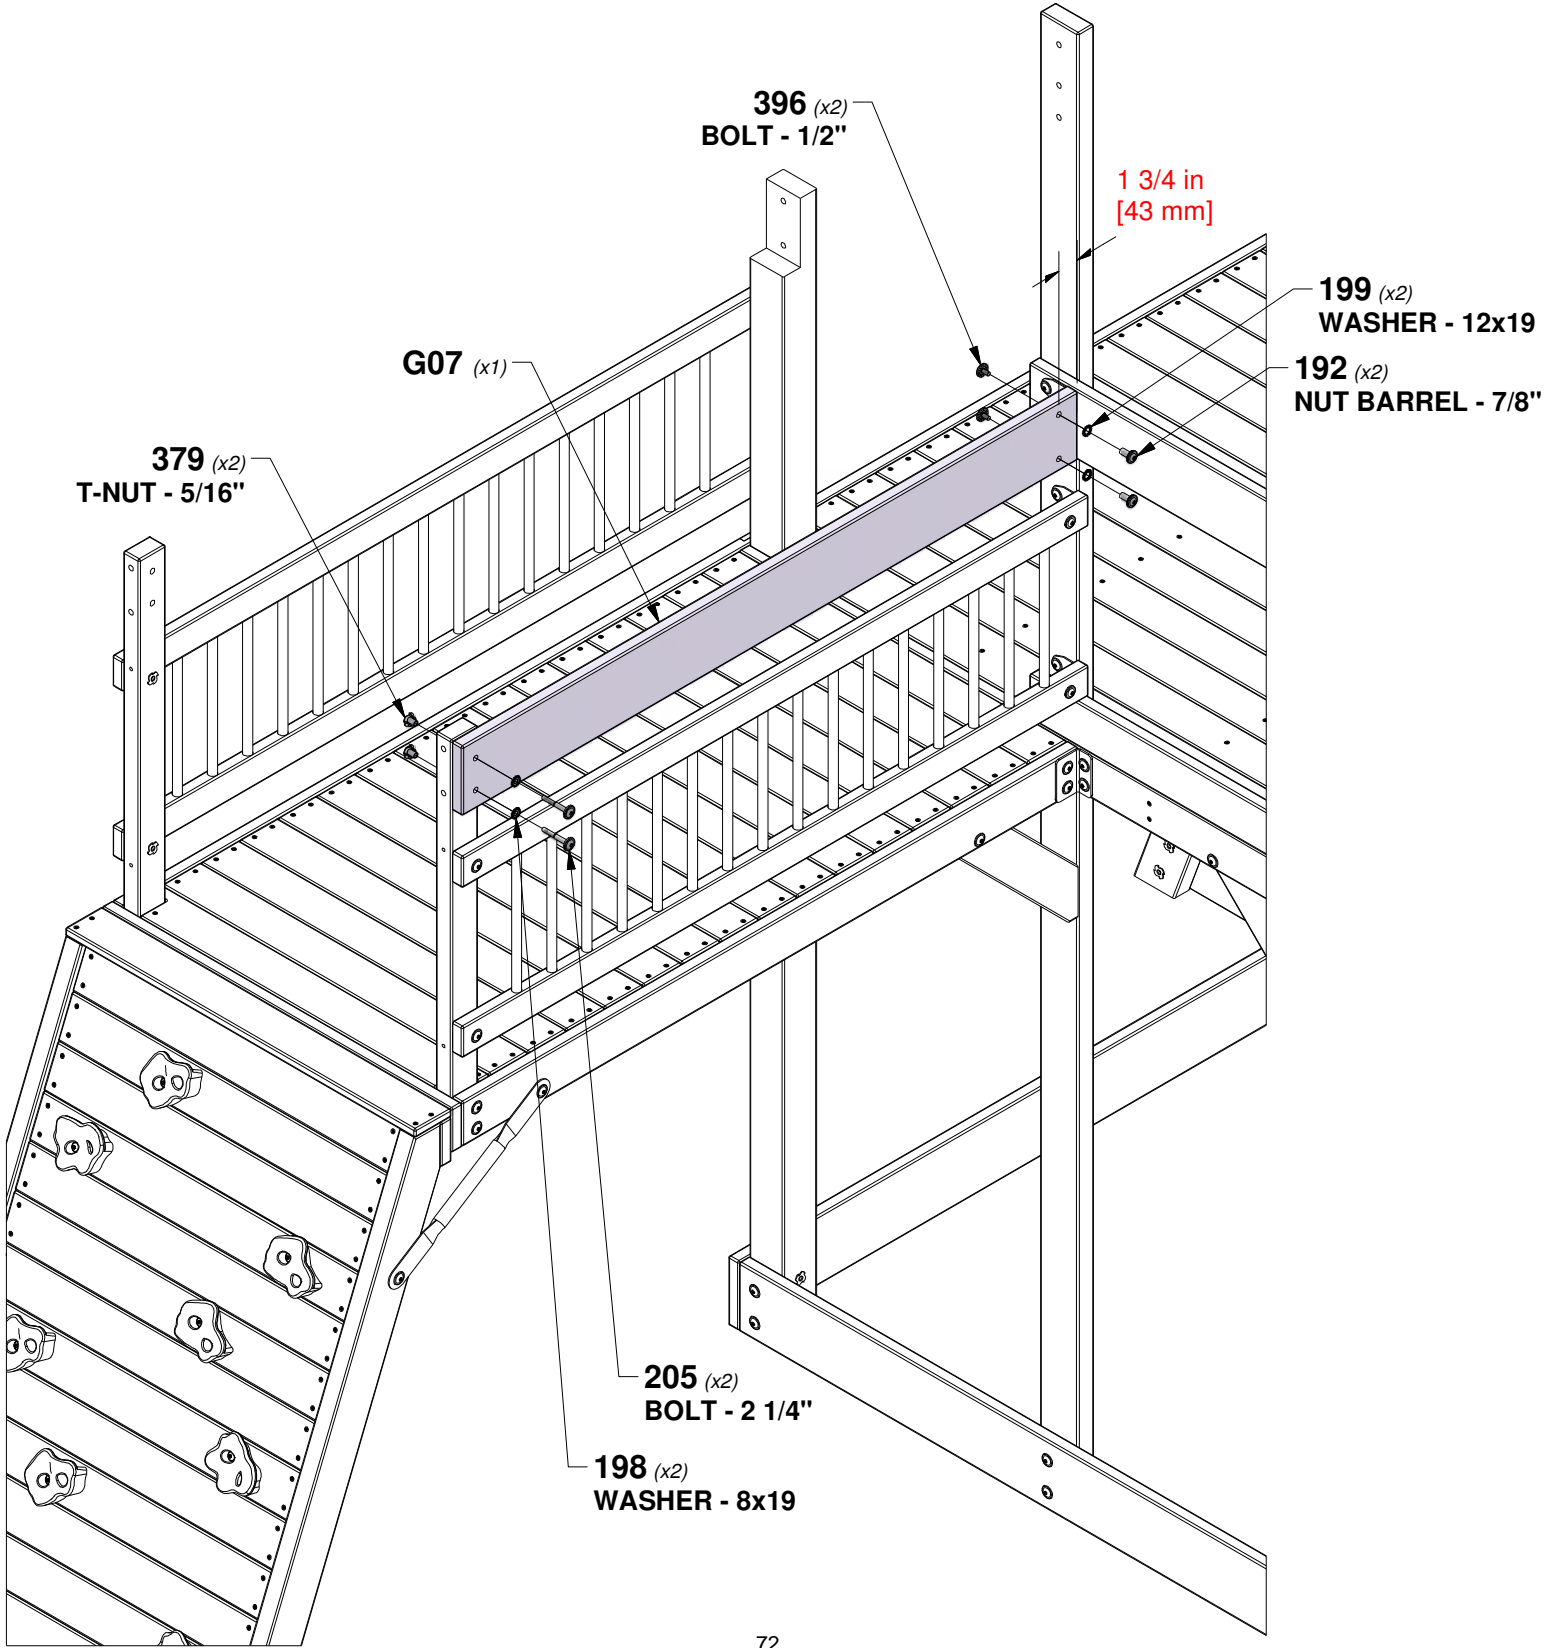 396 (x2)
BOLT - 1/2"
1 3/4 in
[43 mm]
199 (x2)
WASHER - 12x19
G07 (x1)
192 (x2)
NUT BARREL - 7/8"
379 (x2)
T-NUT - 5/16"
205 (x2)
BOLT - 2 1/4"
198 (x2)
WASHER - 8x19
72